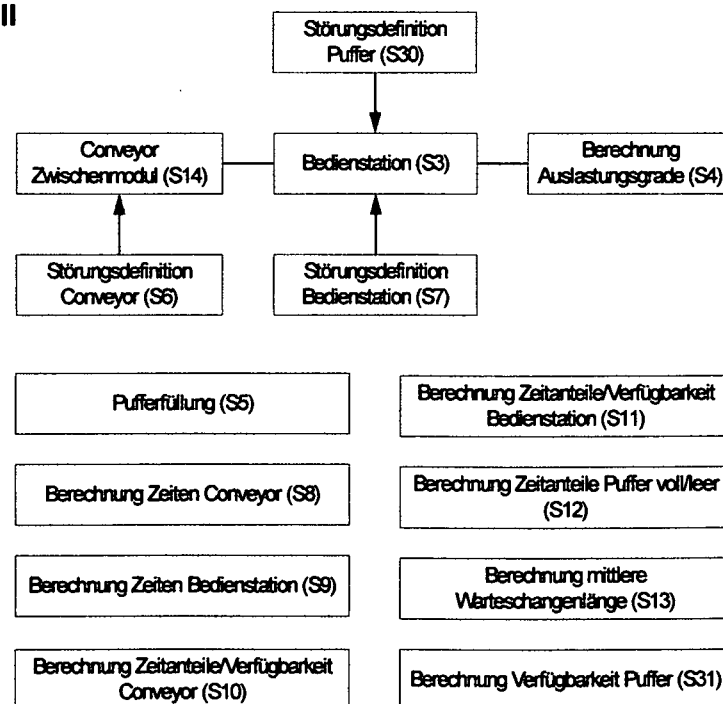 II
Störungsdefinition
Puffer (S30)
Conveyor
Zwischenmodul (S14)
Bedienstation (S3)
Berechnung
Auslastungsgrade (S4)
Störungsdefinition
Conveyor (S6)
Störungsdefinition
Bedienstation (S7)
Pufferfüllung (S5)
Berechnung Zeitanteile/Verfügbarkeit
Bedienstation (S11)
Berechnung Zeiten Conveyor (S8)
Berechnung Zeitanteile Puffer voll/leer
(S12)
Berechnung Zeiten Bedienstation (S9)
Berechnung mittlere
Warteschangenlänge (S13)
Berechnung Zeitanteile/Verfügbarkeit
Conveyor (S10)
Berechnung Verfügbarkeit Puffer (S31)